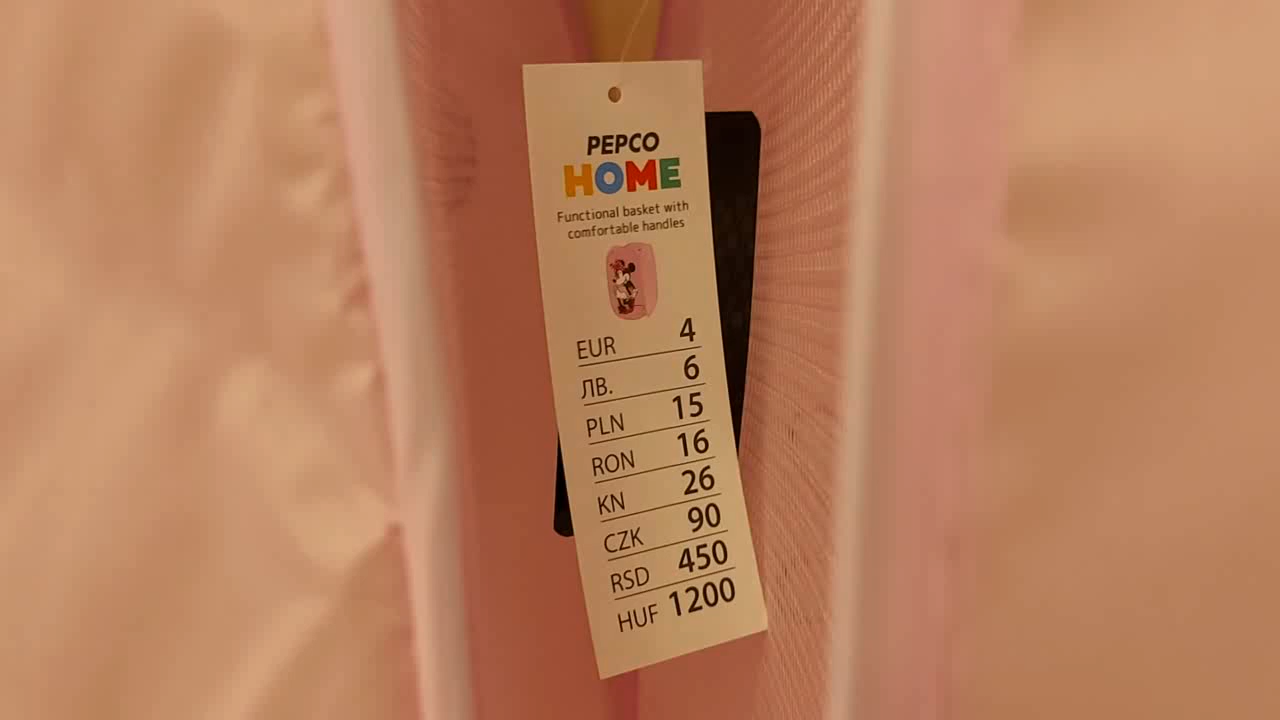 PEPCO
HOME
Functional basket with
comfortable handles
EUR 4
ЛВ. 6
PLN 15
RON 16
KN 26
CZK 90
RSD 450
HUF 1200